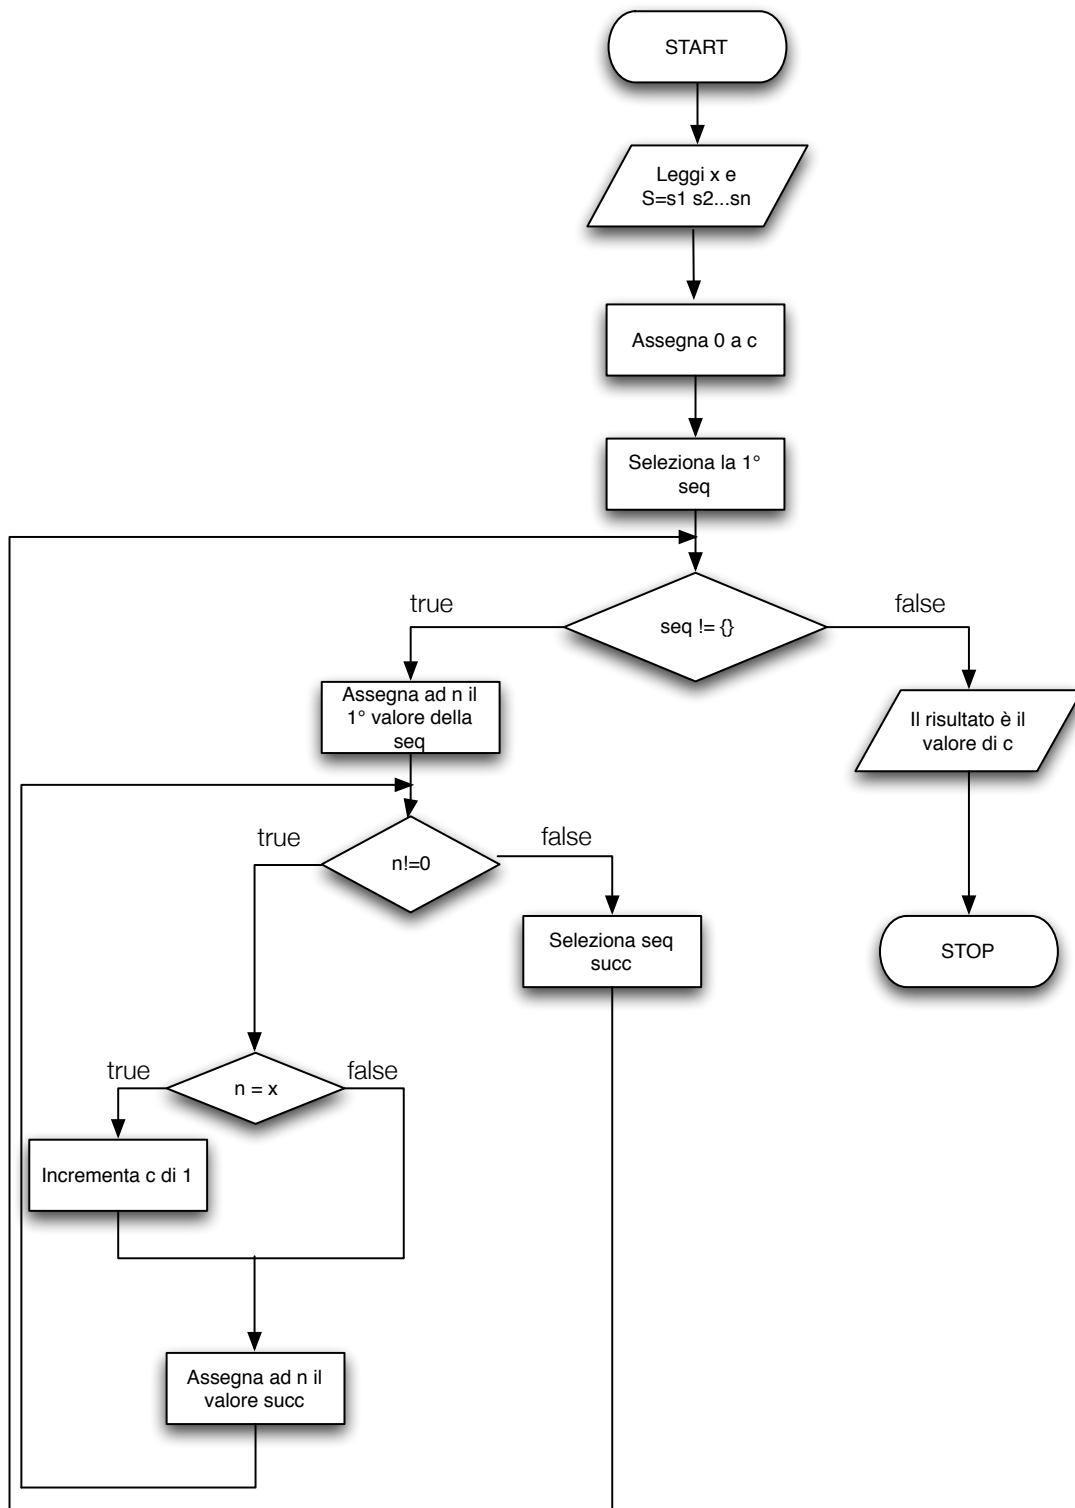 START
Leggi x e
S=s1 s2...sn
Assegna 0 a c
Seleziona la 1°
seq
true
false
seq != {}
Assegna ad n il
1° valore della
seq
Il risultato è il
valore di c
true
false
n!=0
Seleziona seq
succ
STOP
true
false
n = x
Incrementa c di 1
Assegna ad n il
valore succ